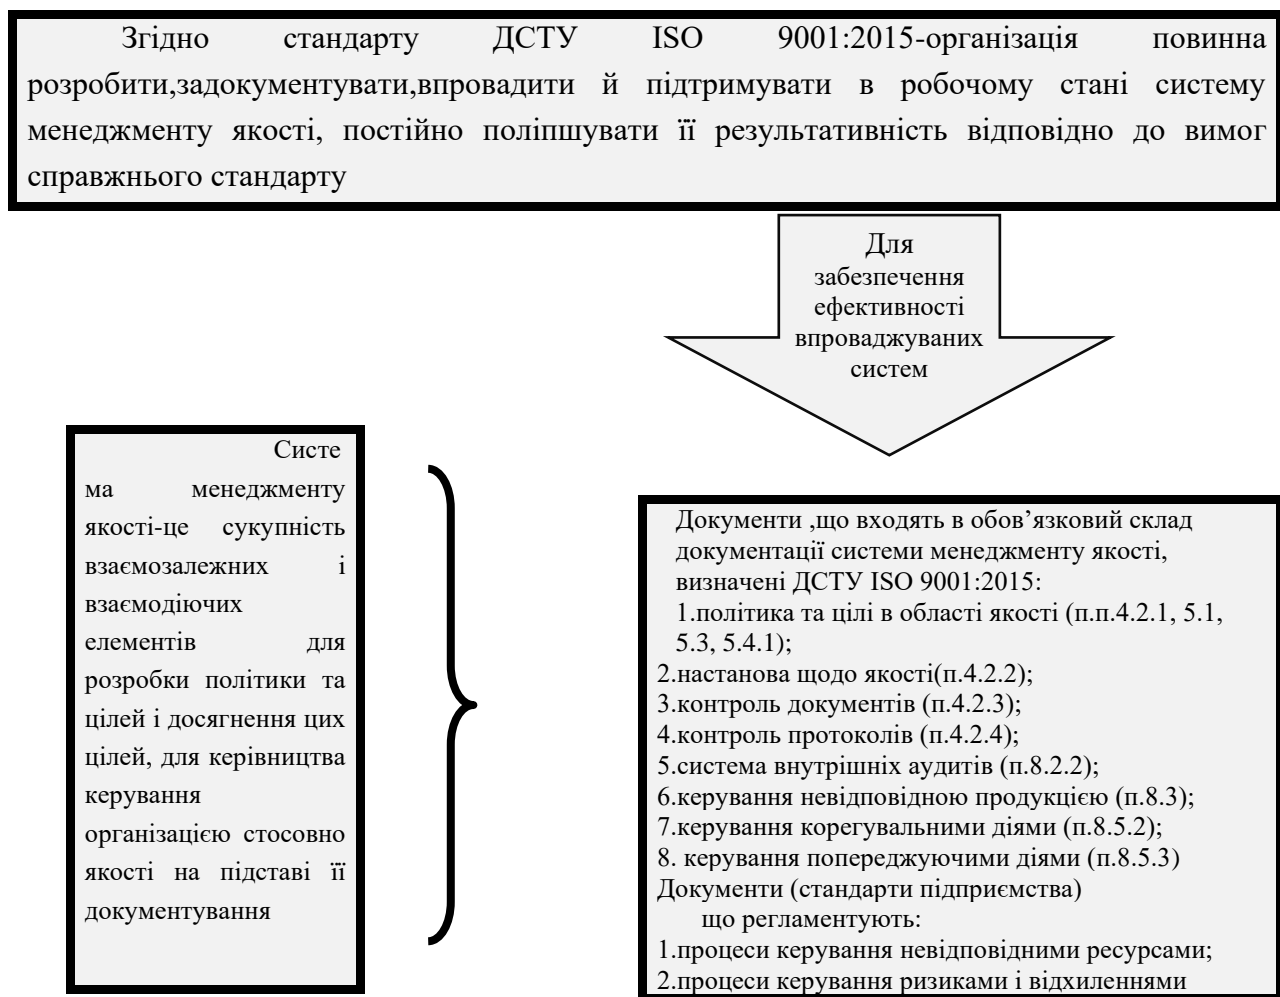 Згідно стандарту ДСТУ ISO 9001:2015-організація повинна
розробити,задокументувати,впровадити й підтримувати в робочому стані систему
менеджменту якості, постійно поліпшувати її результативність відповідно до вимог
справжнього стандарту
Для
забезпечення
ефективності
впроваджуваних
систем
Систе
ма менеджменту
якості-це сукупність
взаємозалежних і
взаємодіючих
елементів для
розробки політики та
цілей і досягнення цих
цілей, для керівництва
керування
організацією стосовно
якості на підставі її
документування
Документи ,що входять в обов’язковий склад
документації системи менеджменту якості,
визначені ДСТУ ISO 9001:2015:
1.політика та цілі в області якості (п.п.4.2.1, 5.1,
5.3, 5.4.1);
2.настанова щодо якості(п.4.2.2);
3.контроль документів (п.4.2.3);
4.контроль протоколів (п.4.2.4);
5.система внутрішніх аудитів (п.8.2.2);
6.керування невідповідною продукцією (п.8.3);
7.керування корегувальними діями (п.8.5.2);
8. керування попереджуючими діями (п.8.5.3)
Документи (стандарти підприємства)
що регламентують:
1.процеси керування невідповідними ресурсами;
2.процеси керування ризиками і відхиленнями